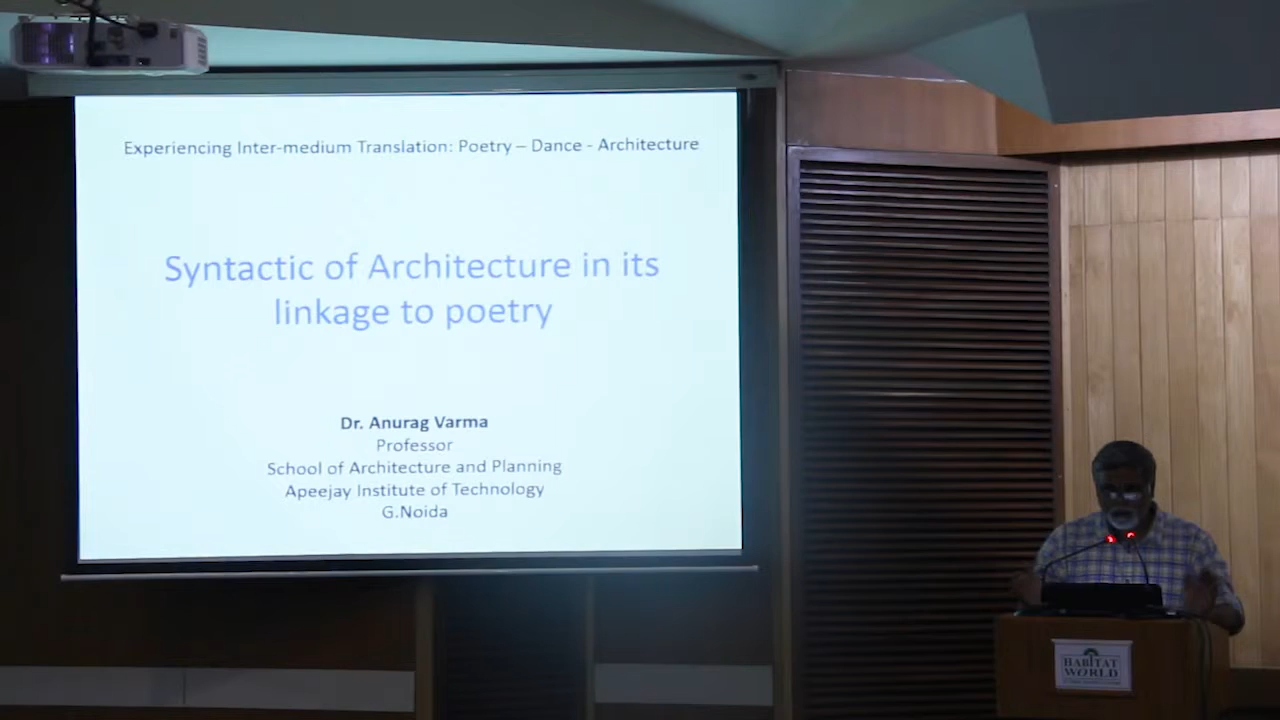 Experiencing Inter-medium Translation: Poetry – Dance - Architecture
Syntactic of Architecture in its
linkage to poetry
Dr. Anurag Varma
Professor
School of Architecture and Planning
Apeejay Institute of Technology
G.Noida
HABITAT
WORLD